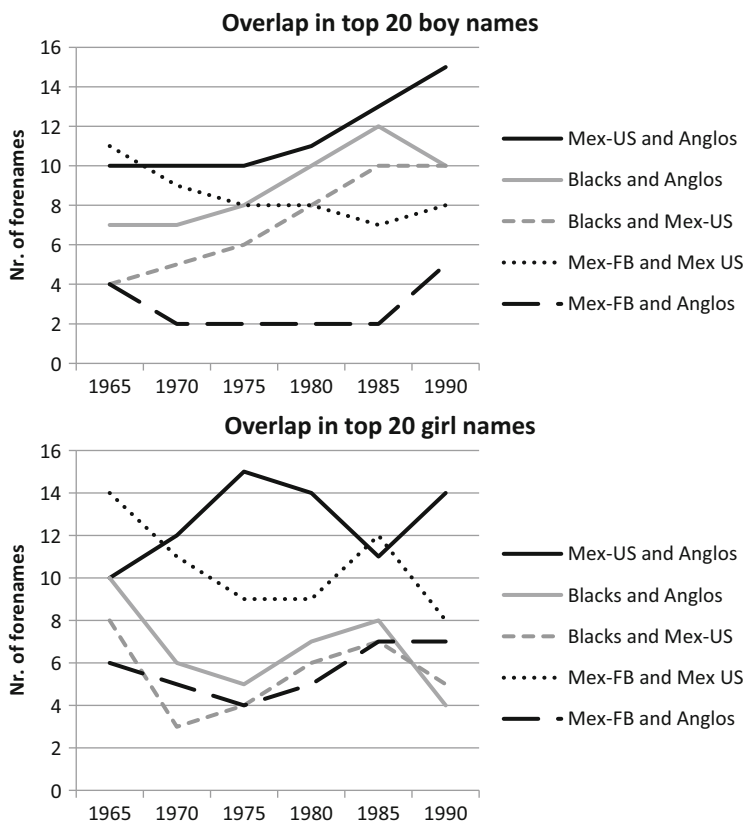 Overlap in top 20 boy names
16
14
12
10
8
6
4
2
0
Nr. of forenames
1965 1970 1975 1980 1985 1990
Mex-US and Anglos
Blacks and Anglos
Blacks and Mex-US
Mex-FB and Mex US
Mex-FB and Anglos
Overlap in top 20 girl names
16
14
12
10
8
6
4
2
0
Nr. of forenames
1965 1970 1975 1980 1985 1990
Mex-US and Anglos
Blacks and Anglos
Blacks and Mex-US
Mex-FB and Mex US
Mex-FB and Anglos